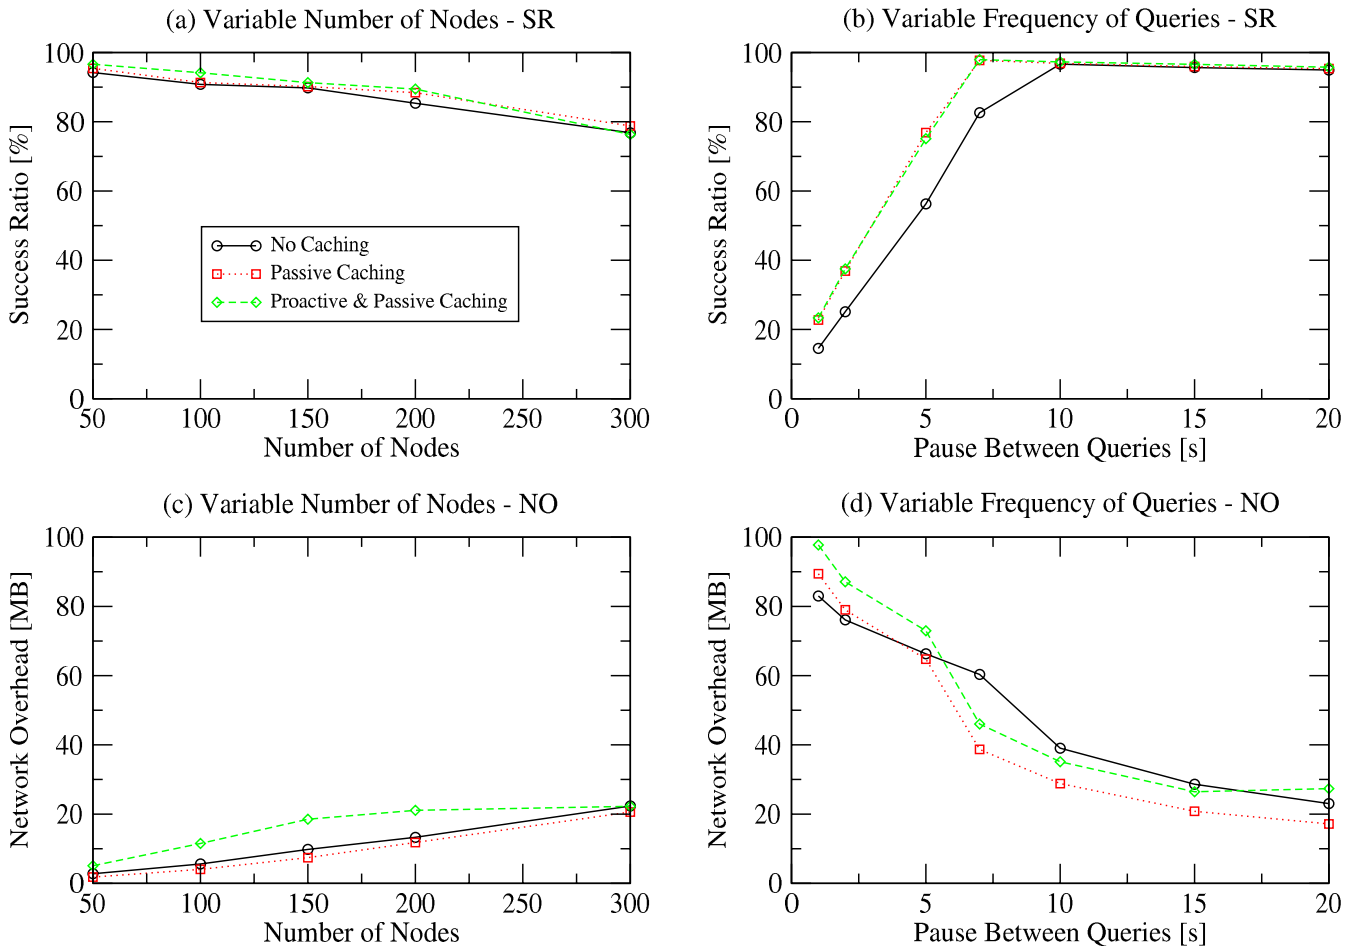 (a) Variable Number of Nodes - SR
100
80
60
40
20
0
Success Ratio [%]
No Caching
Passive Caching
Proactive & Passive Caching
50 100 150 200 250 300
Number of Nodes
(b) Variable Frequency of Queries - SR
100
80
60
40
20
0
Success Ratio [%]
0 5 10 15 20
Pause Between Queries [s]
(c) Variable Number of Nodes - NO
100
80
60
40
20
0
Network Overhead [MB]
50 100 150 200 250 300
Number of Nodes
(d) Variable Frequency of Queries - NO
100
80
60
40
20
0
Network Overhead [MB]
0 5 10 15 20
Pause Between Queries [s]